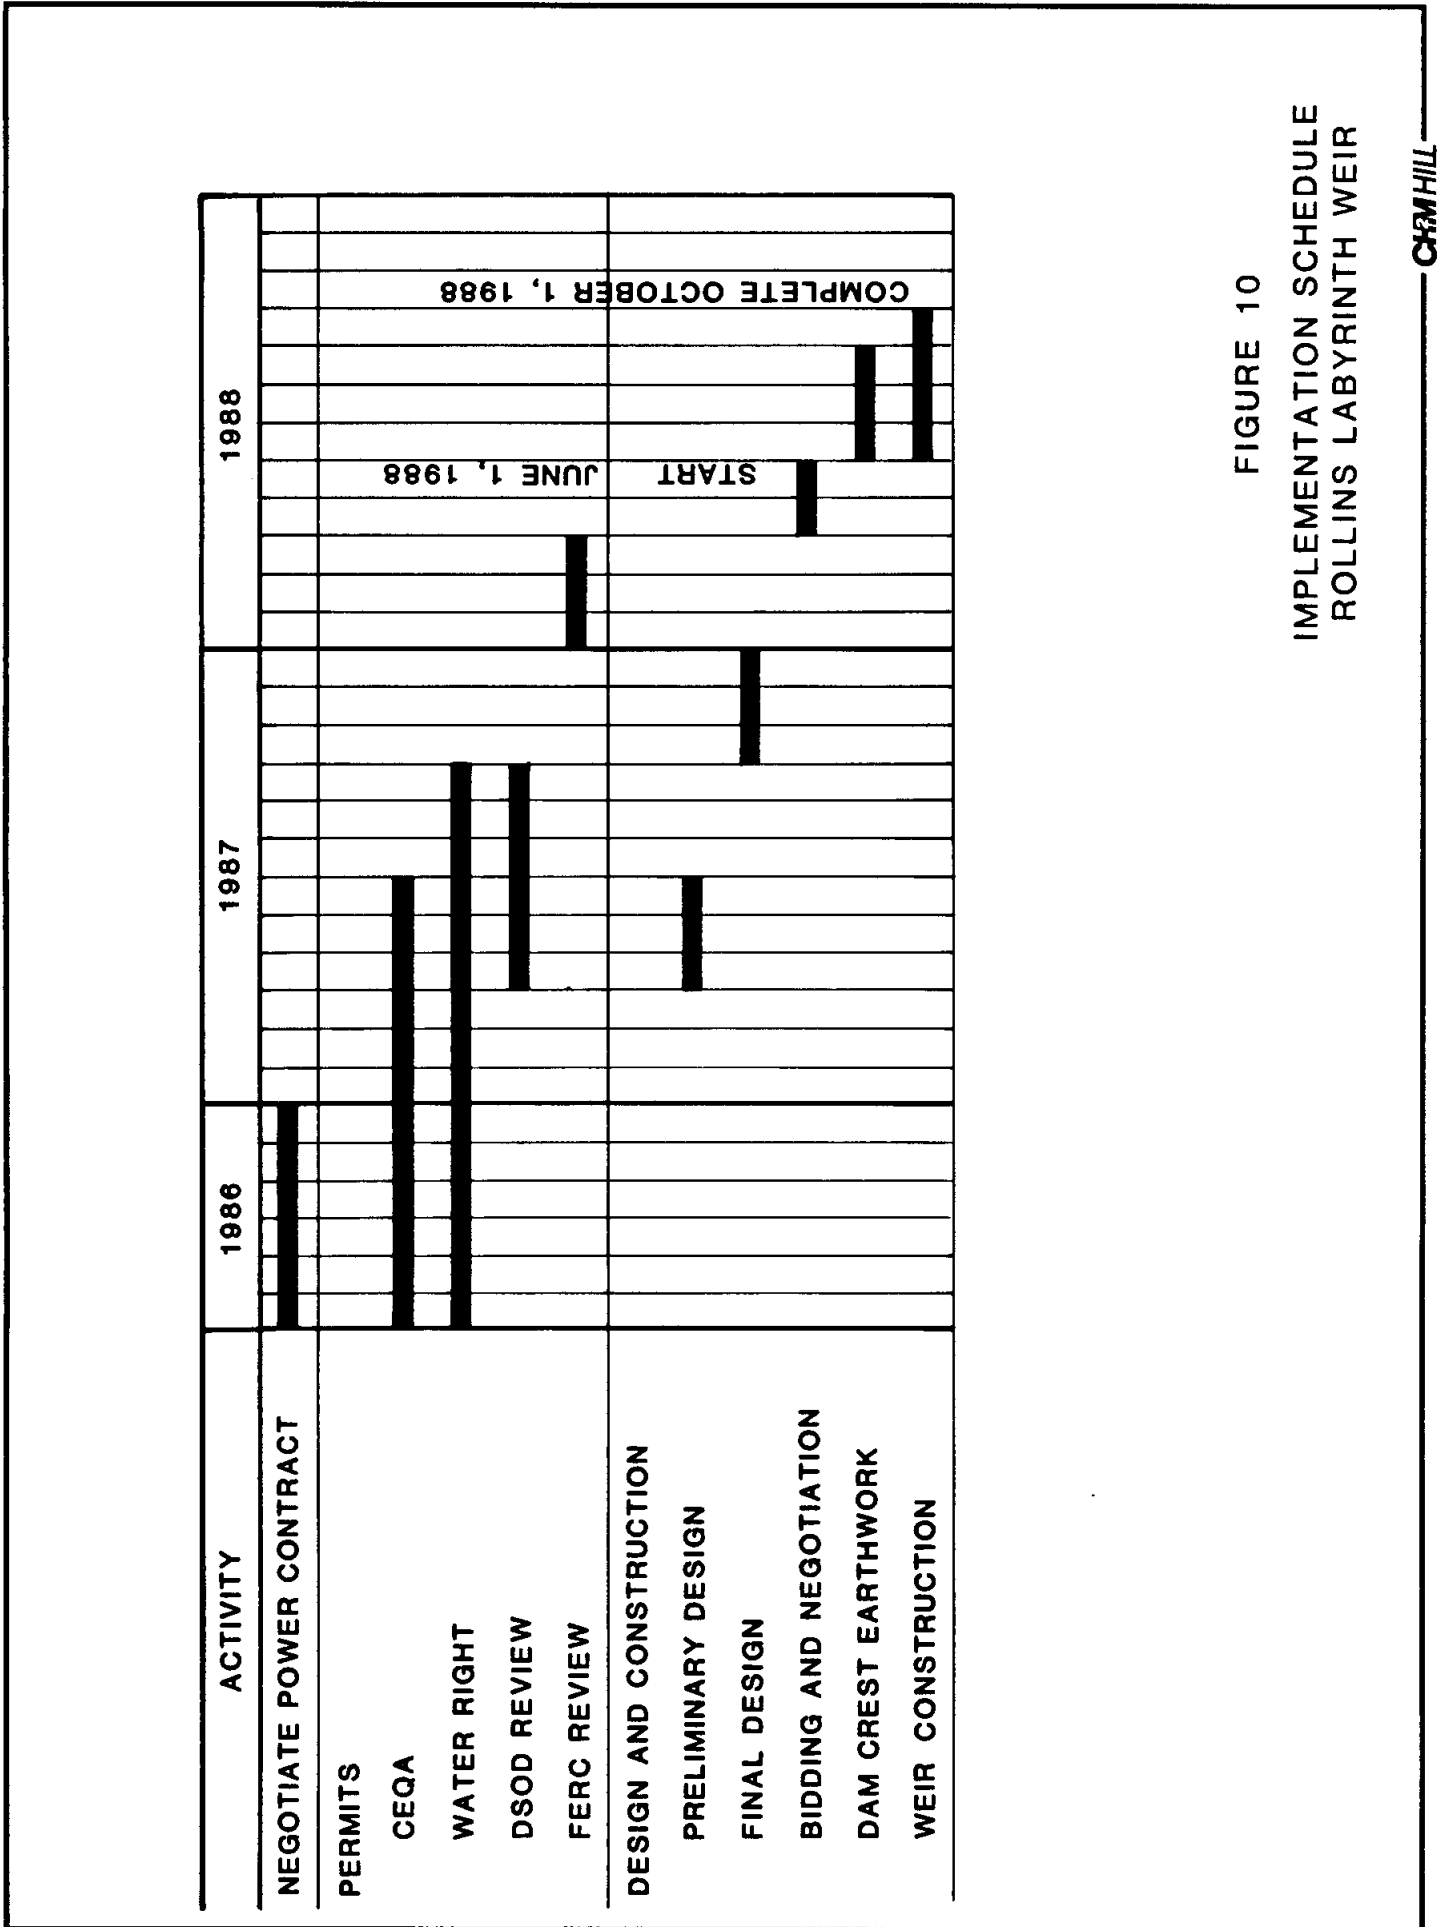 ACTIVITY 1986 1987 1988
NEGOTIATE POWER CONTRACT
PERMITS
CEQA
WATER RIGHT
DSOD REVIEW
FERC REVIEW
DESIGN AND CONSTRUCTION
PRELIMINARY DESIGN
FINAL DESIGN
BIDDING AND NEGOTIATION
DAM CREST EARTHWORK
WEIR CONSTRUCTION
START JUNE 1, 1988
COMPLETE OCTOBER 1, 1988
FIGURE 10
IMPLEMENTATION SCHEDULE
ROLLINS LABYRINTH WEIR
CH2M HILL